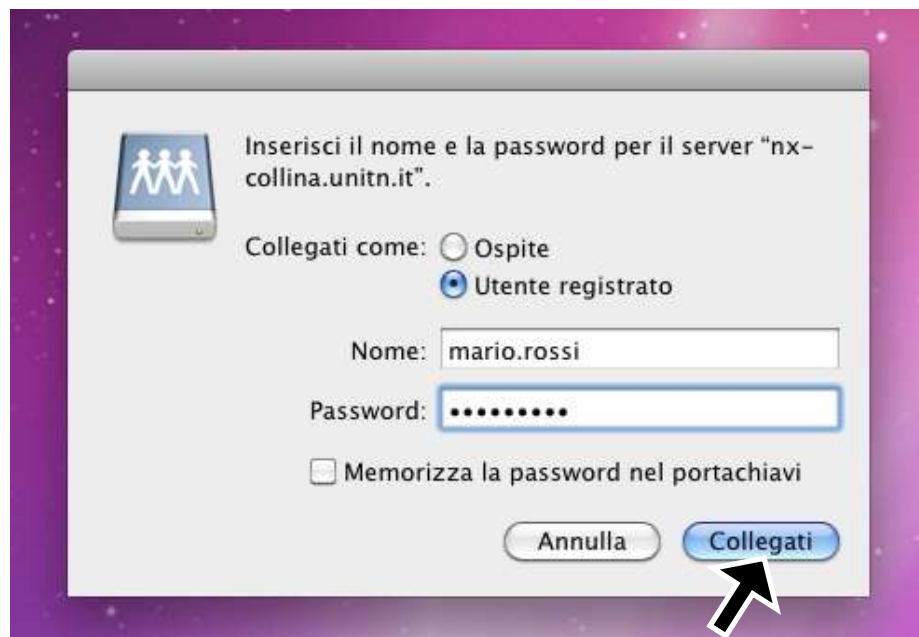 Inserisci il nome e la password per il server “nx-
collina.unitn.it”.
Collegati come: Ospite
Utente registrato
Nome: mario.rossi
Password: •••••••••
Memorizza la password nel portachiavi
Annulla Collegati